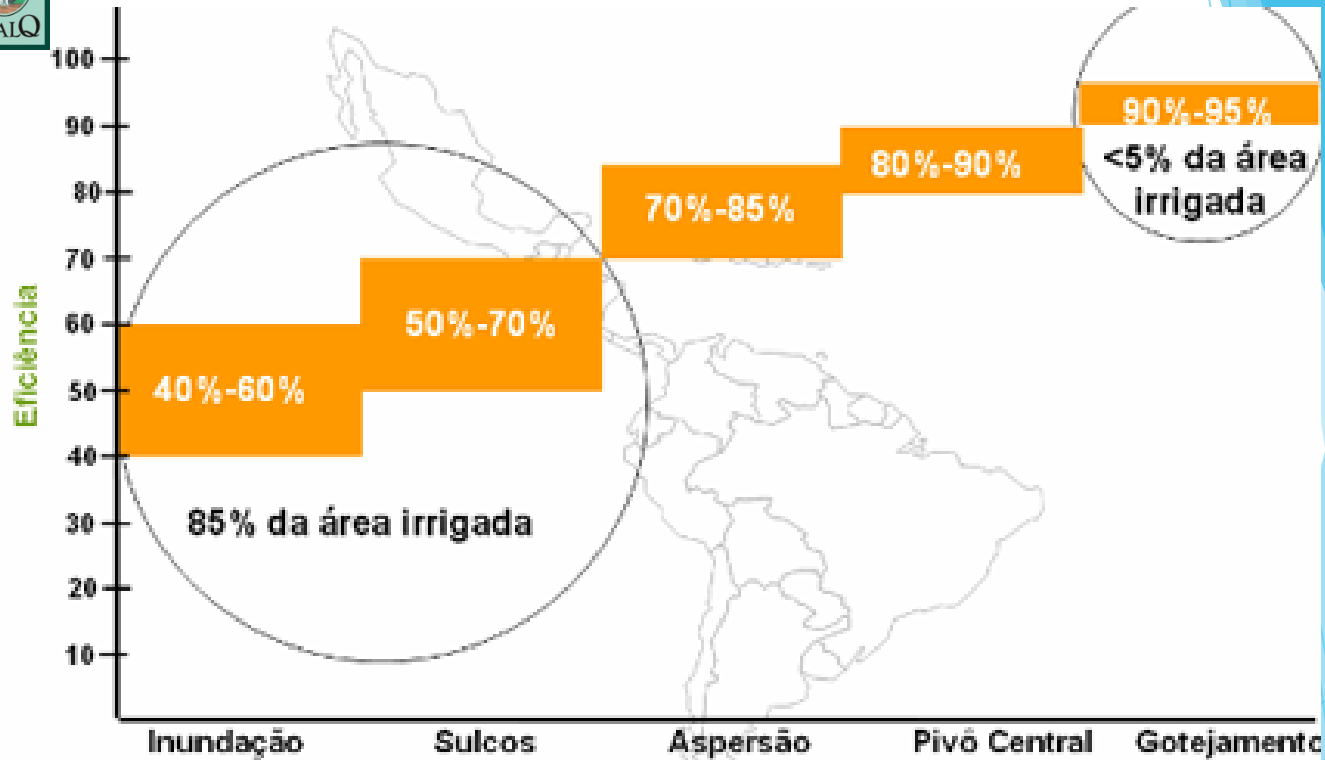 100
90
80
70
60
50
40
30
20
10
Eficiência
40%-60%
50%-70%
70%-85%
80%-90%
90%-95%
<5% da área
irrigada
85% da área irrigada
Inundação
Sulcos
Aspersão
Pivô Central
Gotejamento